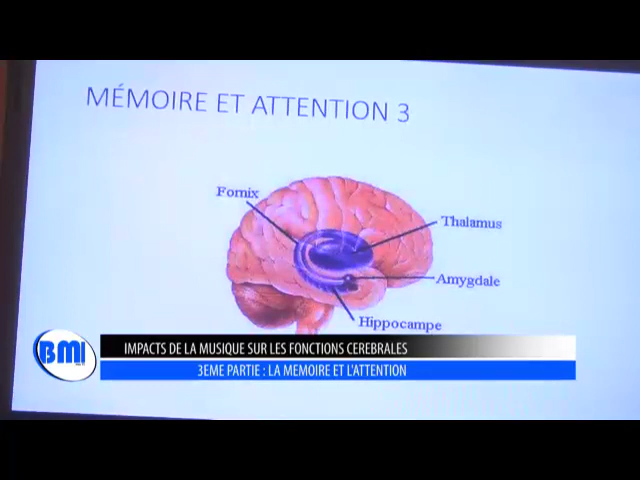 MÉMOIRE ET ATTENTION 3
Fornix
Thalamus
Amygdale
Hippocampe
BMI
IMPACTS DE LA MUSIQUE SUR LES FONCTIONS CEREBRALES
3EME PARTIE : LA MEMOIRE ET L'ATTENTION